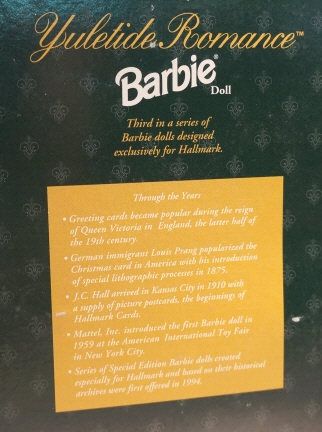 Yuletide Romance™
Barbie®
Doll
Third in a series of
Barbie dolls designed
exclusively for Hallmark.
Through the Years
• Greeting cards became popular during the reign
of Queen Victoria in England, the latter half of
the 19th century.
• German immigrant Louis Prang popularized the
Christmas card in America with his introduction
of special lithographic processes in 1875.
• J.C. Hall arrived in Kansas City in 1910 with
a supply of picture postcards, the beginnings of
Hallmark Cards.
• Mattel, Inc. introduced the first Barbie doll in
1959 at the American International Toy Fair
in New York City.
• Series of Special Edition Barbie dolls created
especially for Hallmark and based on their historical
archives were first offered in 1994.